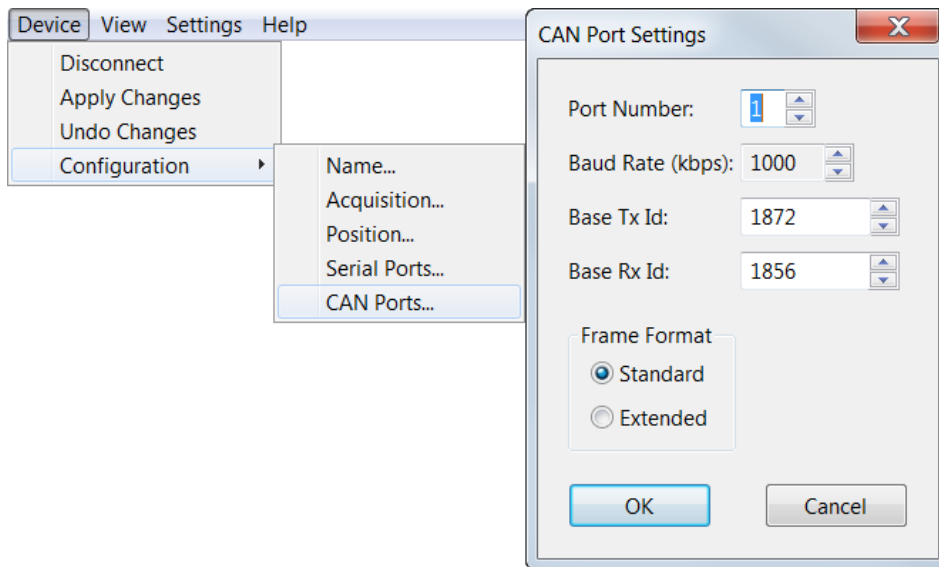 Device View Settings Help
Disconnect
Apply Changes
Undo Changes
Configuration
Name...
Acquisition...
Position...
Serial Ports...
CAN Ports...
CAN Port Settings
Port Number: 1
Baud Rate (kbps): 1000
Base Tx Id: 1872
Base Rx Id: 1856
Frame Format
Standard
Extended
OK Cancel